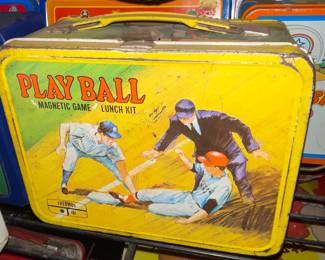 PLAY BALL
MAGNETIC GAME LUNCH KIT
THERMOS